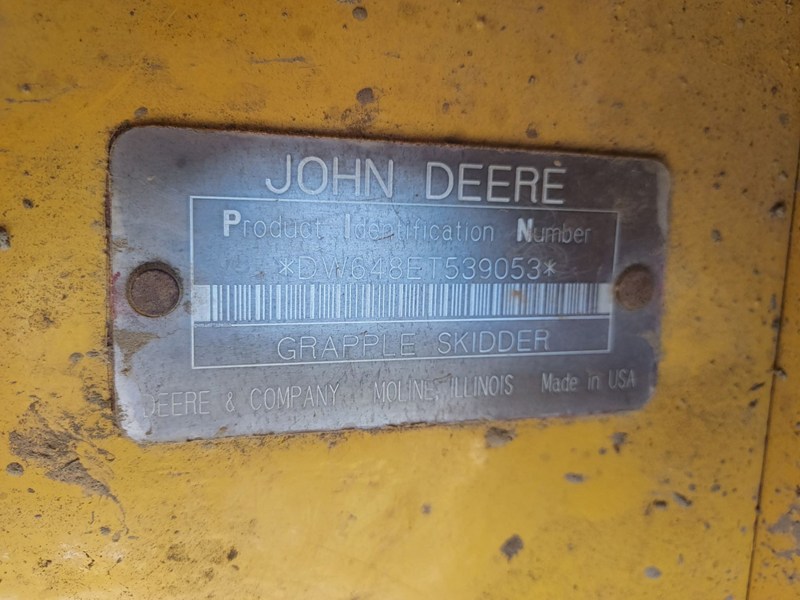 JOHN DEERE
Product Identification Number
*DW648ET539053*
GRAPPLE SKIDDER
DEERE & COMPANY MOLINE, ILLINOIS Made in USA